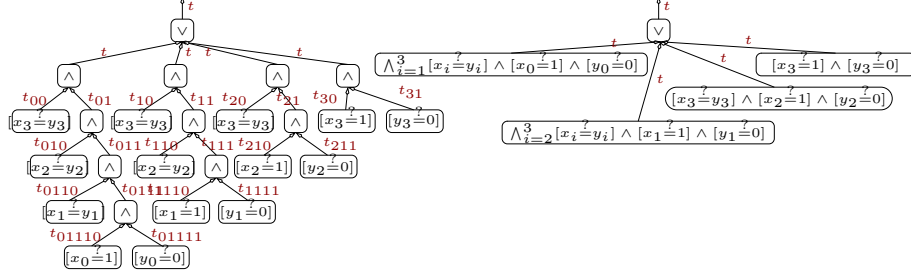 t t
∨ ∨
t t t t t t t t
∧ ∧ ∧ ∧ ⋀³ᵢ₌₁[xᵢ≟yᵢ] ∧ [x₀≟1] ∧ [y₀≟0] [x₃≟1] ∧ [y₃≟0]
t₀₀ t₀₁ t₁₀ t₁₁ t₂₀ t₂₁ t₃₀ t₃₁
[x₃≟y₃] ∧ [x₃≟y₃] ∧ [x₃≟y₃] ∧ [x₃≟1] [y₃≟0] [x₃≟y₃] ∧ [x₂≟1] ∧ [y₂≟0]
t₀₁₀ t₀₁₁ t₁₁₀ t₁₁₁ t₂₁₀ t₂₁₁ ⋀³ᵢ₌₂[xᵢ≟yᵢ] ∧ [x₁≟1] ∧ [y₁≟0]
[x₂≟y₂] ∧ [x₂≟y₂] ∧ [x₂≟1] [y₂≟0]
t₀₁₁₀ t₀₁₁₁ t₁₁₁₀ t₁₁₁₁
[x₁≟y₁] ∧ [x₁≟1] [y₁≟0]
t₀₁₁₁₀ t₀₁₁₁₁
[x₀≟1] [y₀≟0]